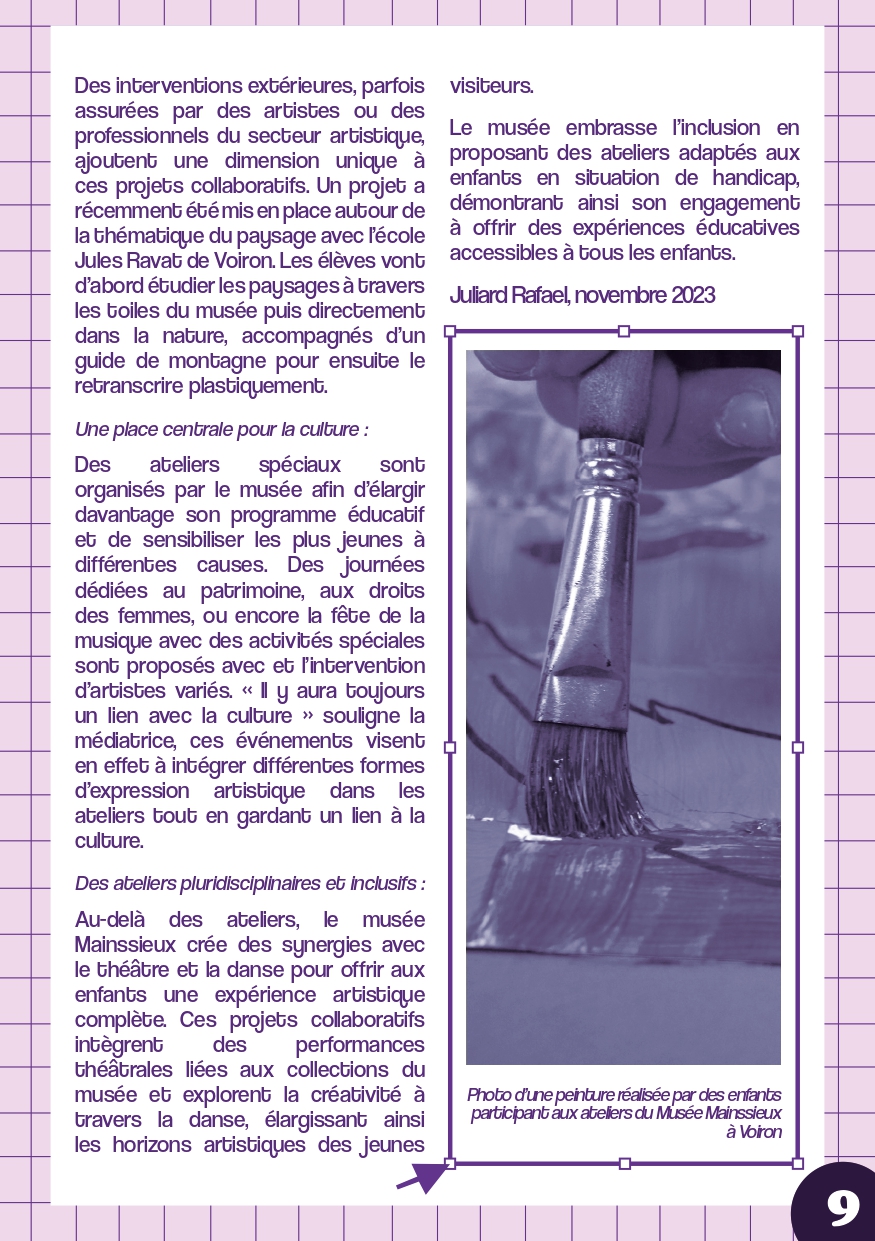 Des interventions extérieures, parfois
assurées par des artistes ou des
professionnels du secteur artistique,
ajoutent une dimension unique à
ces projets collaboratifs. Un projet a
récemment été mis en place autour de
la thématique du paysage avec l'école
Jules Ravat de Voiron. Les élèves vont
d'abord étudier les paysages à travers
les toiles du musée puis directement
dans la nature, accompagnés d'un
guide de montagne pour ensuite le
retranscrire plastiquement.
Une place centrale pour la culture :
Des ateliers spéciaux sont
organisés par le musée afin d'élargir
davantage son programme éducatif
et de sensibiliser les plus jeunes à
différentes causes. Des journées
dédiées au patrimoine, aux droits
des femmes, ou encore la fête de la
musique avec des activités spéciales
sont proposés avec et l'intervention
d'artistes variés. « Il y aura toujours
un lien avec la culture » souligne la
médiatrice, ces événements visent
en effet à intégrer différentes formes
d'expression artistique dans les
ateliers tout en gardant un lien à la
culture.
Des ateliers pluridisciplinaires et inclusifs :
Au-delà des ateliers, le musée
Mainssieux crée des synergies avec
le théâtre et la danse pour offrir aux
enfants une expérience artistique
complète. Ces projets collaboratifs
intègrent des performances
théâtrales liées aux collections du
musée et explorent la créativité à
travers la danse, élargissant ainsi
les horizons artistiques des jeunes
visiteurs.
Le musée embrasse l'inclusion en
proposant des ateliers adaptés aux
enfants en situation de handicap,
démontrant ainsi son engagement
à offrir des expériences éducatives
accessibles à tous les enfants.
Juliard Rafael, novembre 2023
Photo d'une peinture réalisée par des enfants
participant aux ateliers du Musée Mainssieux
à Voiron
9